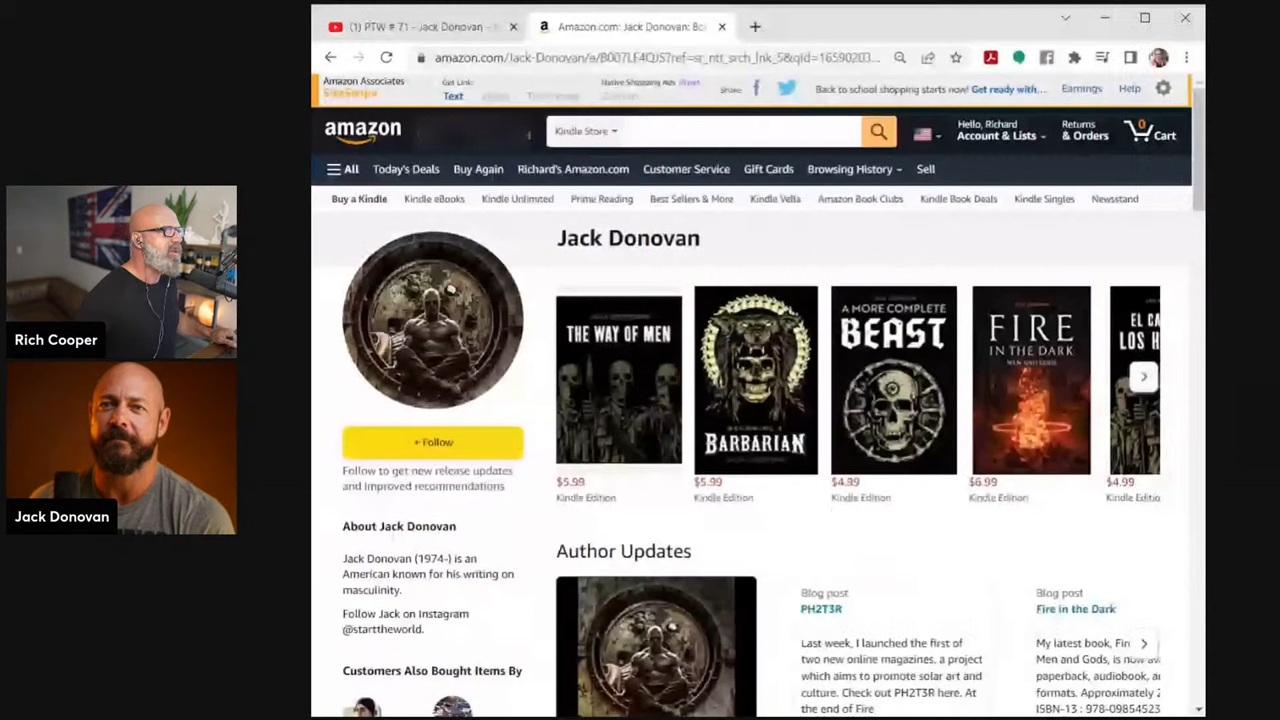 (1) PTW # 71 - Jack Donovan -
Amazon.com: Jack Donovan: Bo
Amazon Associates
SiteStripe
Get Link:
Text
Native Shopping Ads
Share:
Back to school shopping starts now! Get ready with...
Earnings
Help
amazon
Kindle Store
Hello, Richard
Account & Lists
Returns
& Orders
0
Cart
All
Today's Deals
Buy Again
Richard's Amazon.com
Customer Service
Gift Cards
Browsing History
Sell
Buy a Kindle
Kindle eBooks
Kindle Unlimited
Prime Reading
Best Sellers & More
Kindle Vella
Amazon Book Clubs
Kindle Book Deals
Kindle Singles
Newsstand
Jack Donovan
THE WAY OF MEN
BARBARIAN
A MORE COMPLETE
BEAST
FIRE
IN THE DARK
MEN AND GODS
EL CA
LOS H
$5.99
Kindle Edition
$5.99
Kindle Edition
$4.99
Kindle Edition
$6.99
Kindle Edition
$4.99
Kindle Editio
+ Follow
Follow to get new release updates
and improved recommendations
About Jack Donovan
Jack Donovan (1974-) is an
American known for his writing on
masculinity.
Follow Jack on Instagram
@starttheworld.
Customers Also Bought Items By
Author Updates
Blog post
PH2T3R
Last week, I launched the first of
two new online magazines, a project
which aims to promote solar art and
culture. Check out PH2T3R here. At
the end of Fire
Blog post
Fire in the Dark
My latest book, Fire
Men and Gods, is now av
paperback, audiobook, a
formats. Approximately 2
ISBN-13 : 978-09854523
Rich Cooper
Jack Donovan